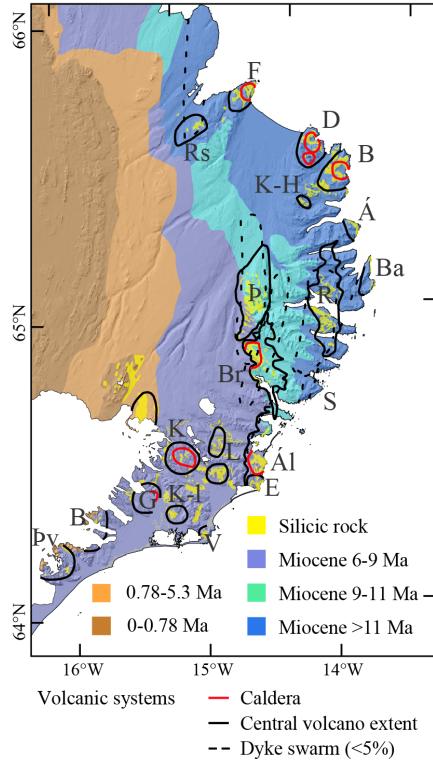 66°N
F
D
B
Rs
K-H
Á
Ba
Þ
R
65°N
Br
S
K
L
Ál
E
G
K-L
B
V
Þv
Silicic rock
Miocene 6-9 Ma
0.78-5.3 Ma
Miocene 9-11 Ma
0-0.78 Ma
Miocene >11 Ma
64°N
16°W
15°W
14°W
Volcanic systems
Caldera
Central volcano extent
Dyke swarm (<5%)